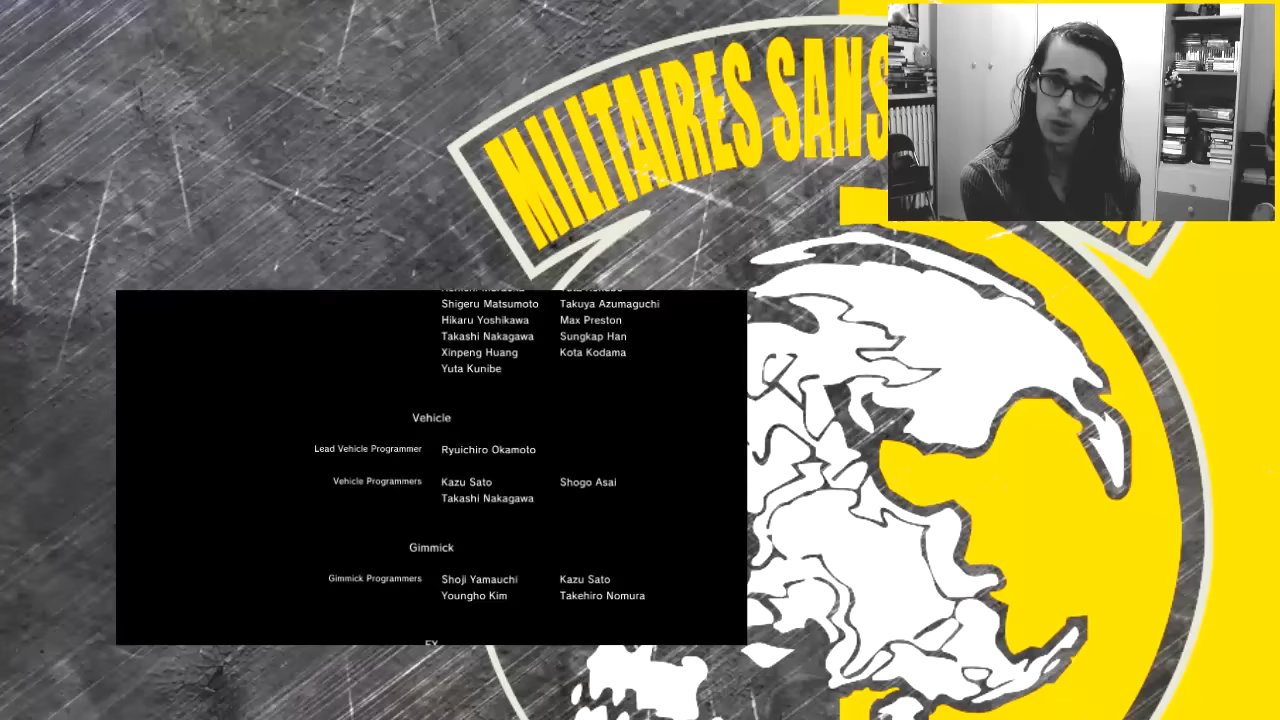 MILITAIRES SANS
Shigeru Matsumoto Takuya Azumaguchi
Hikaru Yoshikawa Max Preston
Takashi Nakagawa Sungkap Han
Xinpeng Huang Kota Kodama
Yuta Kunibe
Vehicle
Lead Vehicle Programmer Ryuichiro Okamoto
Vehicle Programmers Kazu Sato Shogo Asai
Takashi Nakagawa
Gimmick
Gimmick Programmers Shoji Yamauchi Kazu Sato
Youngho Kim Takehiro Nomura
FX